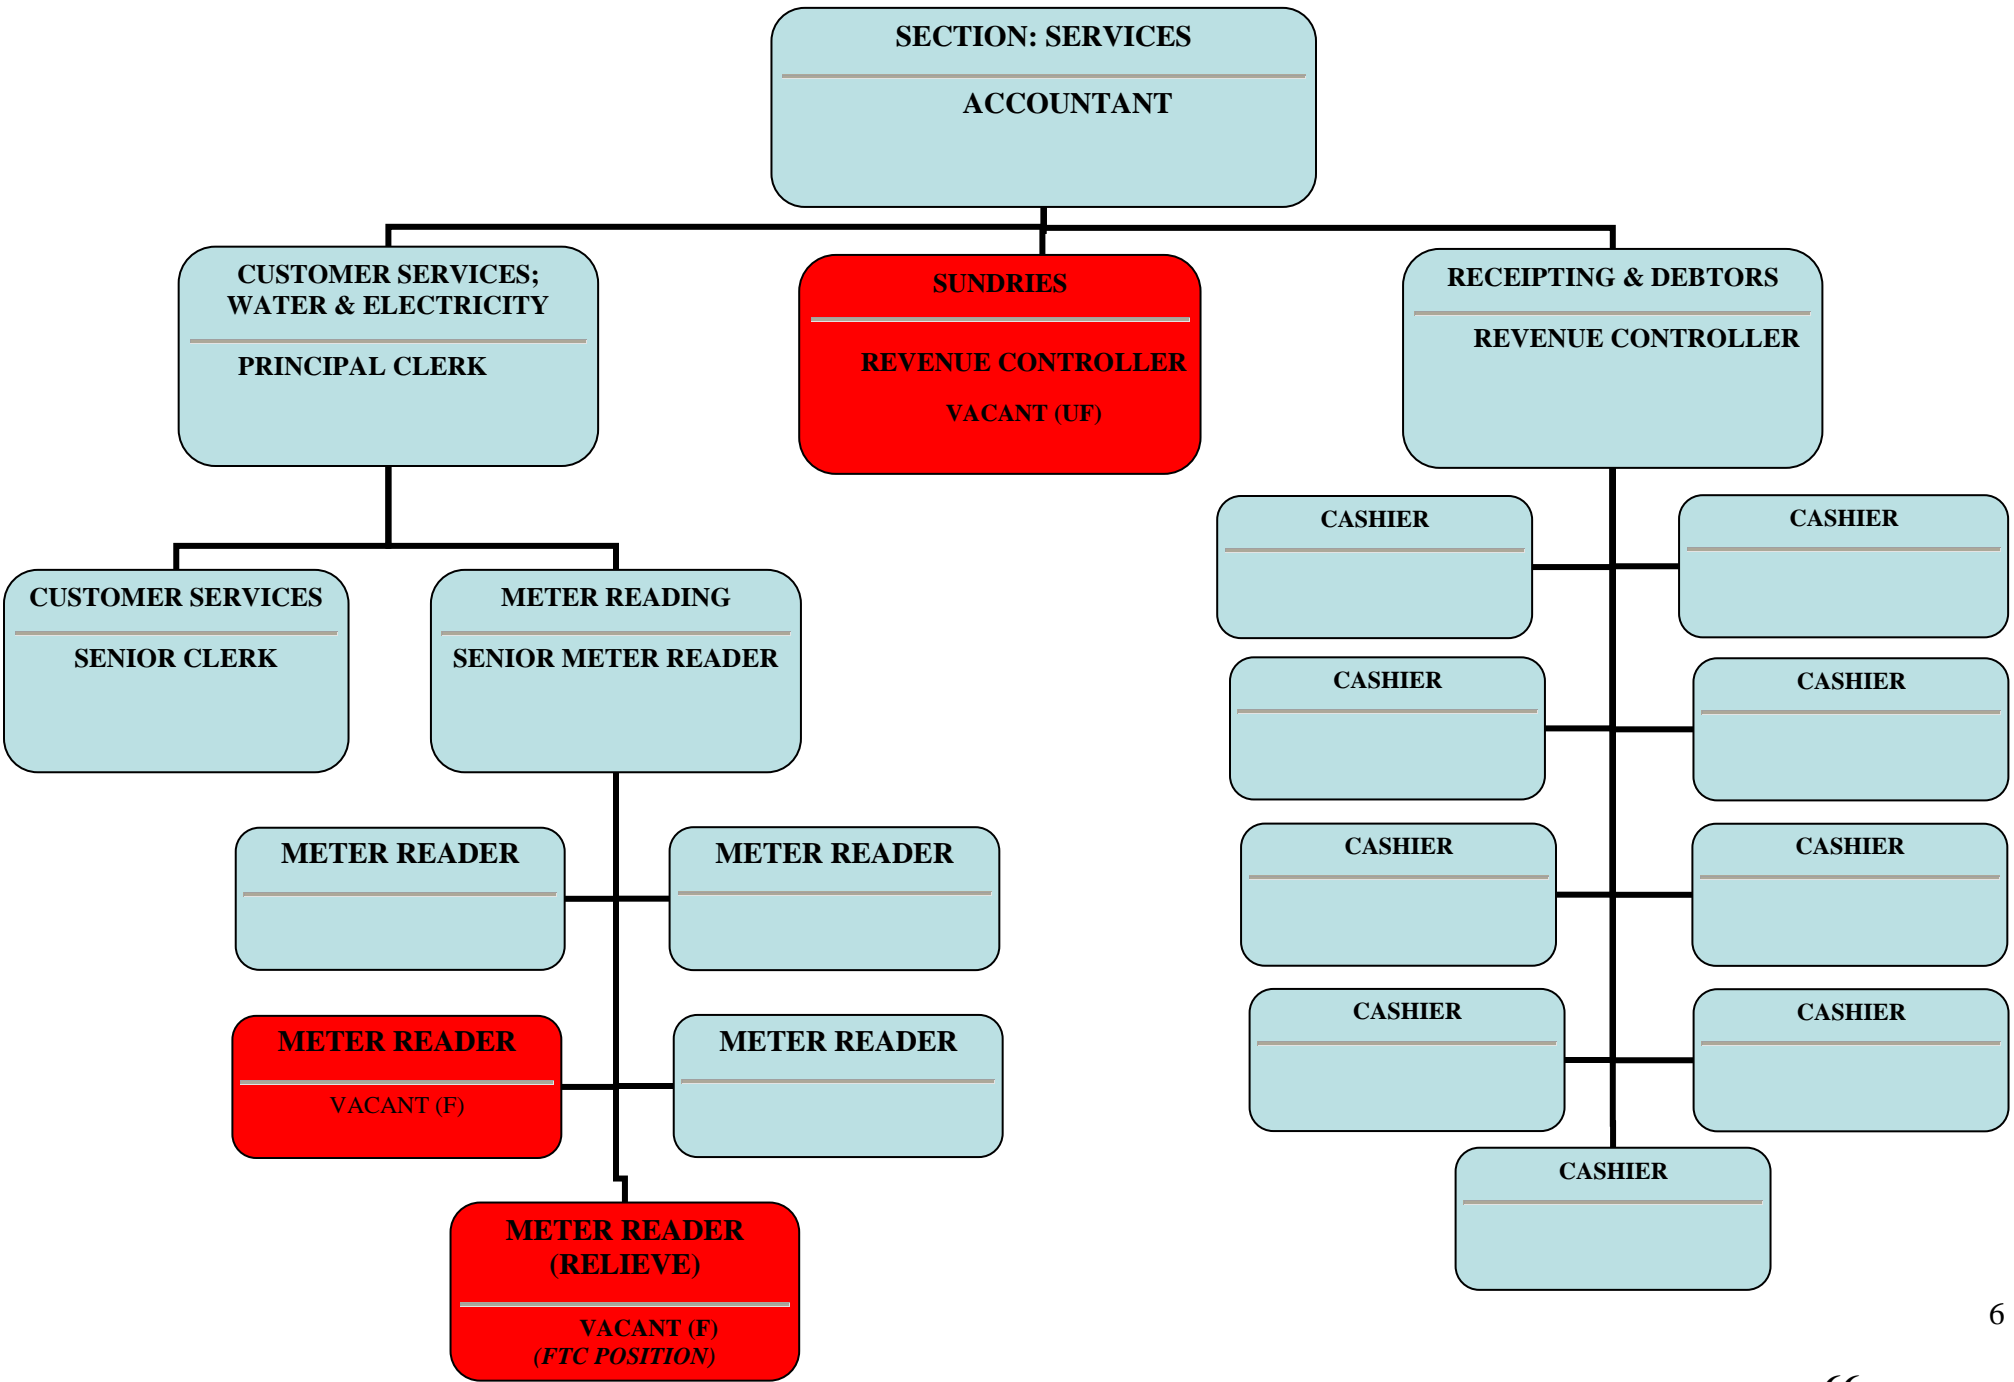 SECTION: SERVICES
ACCOUNTANT
CUSTOMER SERVICES;
WATER & ELECTRICITY
PRINCIPAL CLERK
SUNDRIES
REVENUE CONTROLLER
VACANT (UF)
RECEIPTING & DEBTORS
REVENUE CONTROLLER
CUSTOMER SERVICES
SENIOR CLERK
METER READING
SENIOR METER READER
METER READER
METER READER
METER READER
VACANT (F)
METER READER
METER READER
(RELIEVE)
VACANT (F)
(FTC POSITION)
CASHIER
CASHIER
CASHIER
CASHIER
CASHIER
CASHIER
CASHIER
CASHIER
CASHIER
6